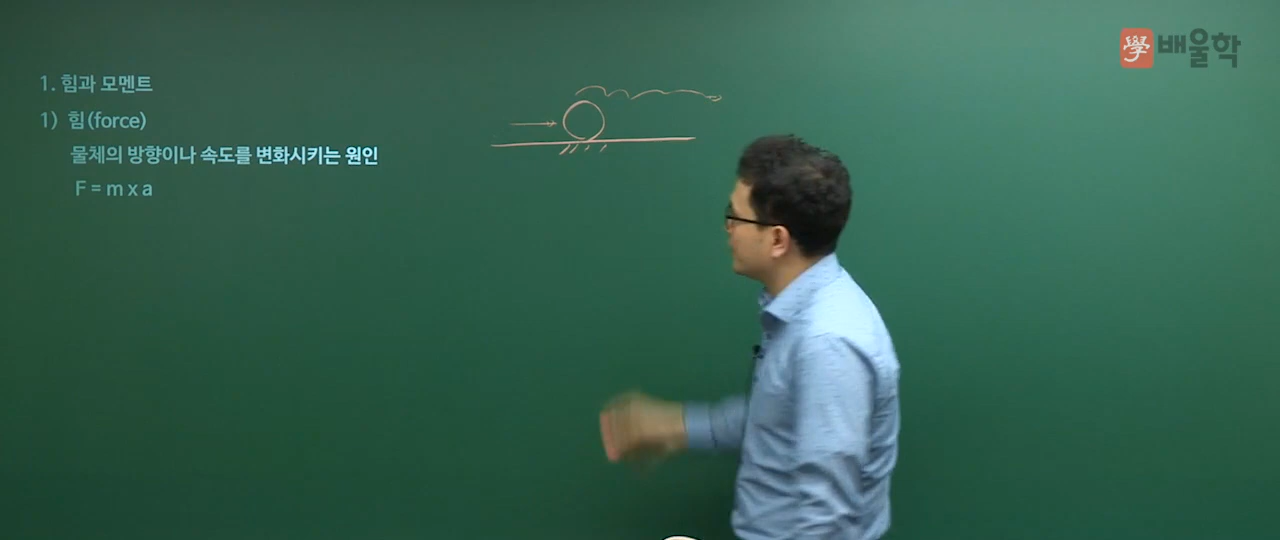 學 배울학
1. 힘과 모멘트
1) 힘(force)
물체의 방향이나 속도를 변화시키는 원인
F = m x a